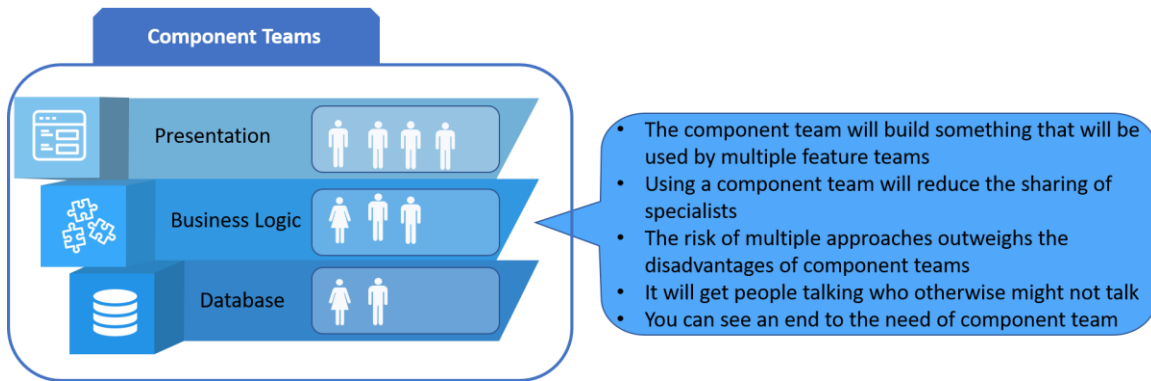 Component Teams
Presentation
Business Logic
Database
• The component team will build something that will be
used by multiple feature teams
• Using a component team will reduce the sharing of
specialists
• The risk of multiple approaches outweighs the
disadvantages of component teams
• It will get people talking who otherwise might not talk
• You can see an end to the need of component team